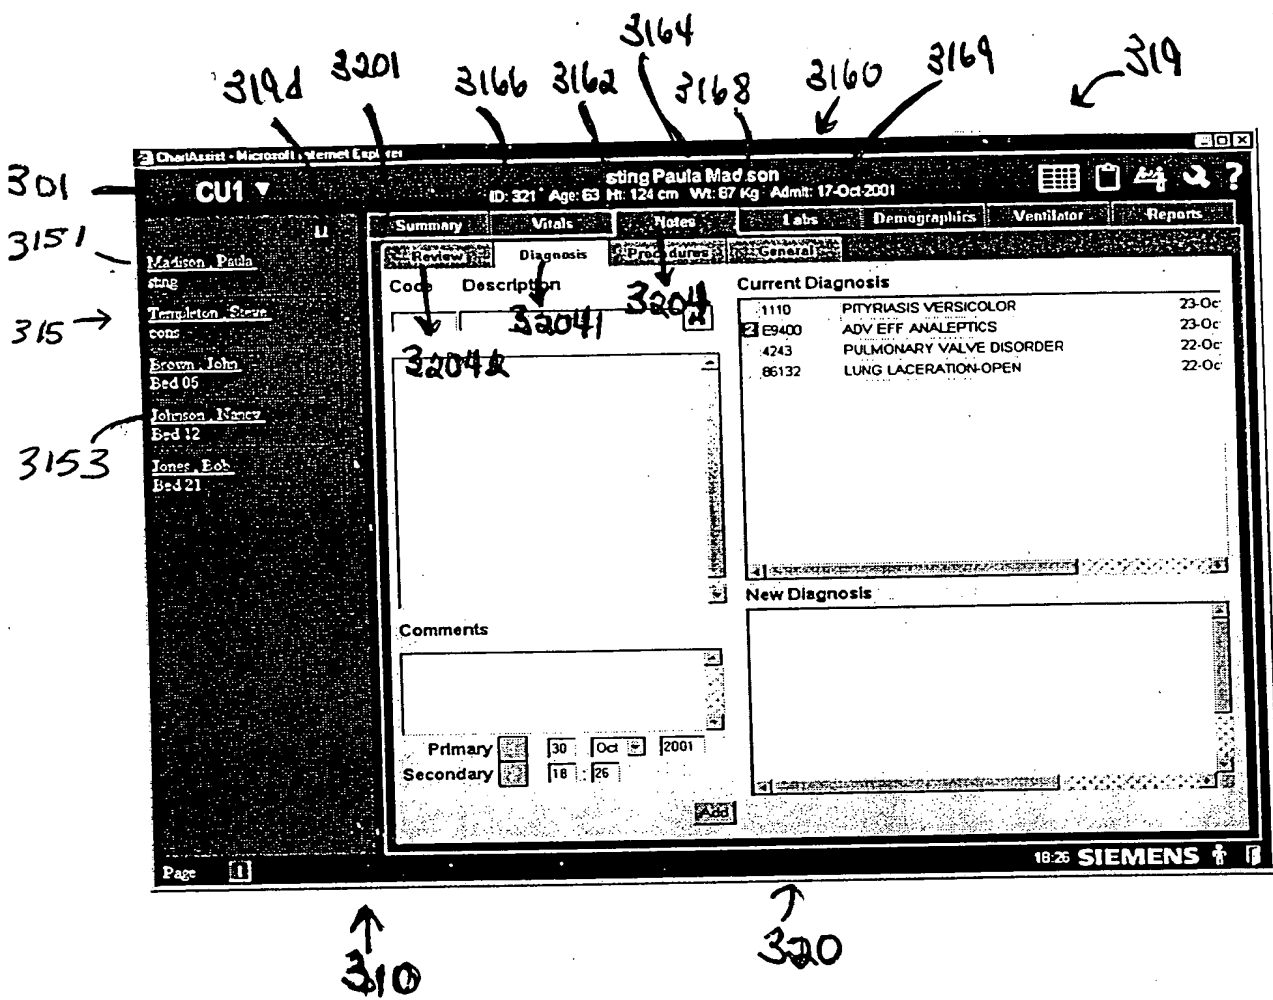 3164
319d 3201 3166 3162 3168 3160 3169 319
ChartAssist - Microsoft Internet Explorer
301
CU1
sting Paula Madison
ID: 321 Age: 63 Ht: 124 cm Wt: 67 Kg Admit: 17-Oct-2001
?
Summary Vitals Notes Labs Demographics Ventilator Reports
Review Diagnosis Procedures General
3151
Madison, Paula
stng
315
Templeton, Steve
cons
Brown, John
Bed 05
Johnson, Nancy
Bed 12
3153
Jones, Bob
Bed 21
Code Description
32041
3204
32042
Current Diagnosis
1110 PITYRIASIS VERSICOLOR 23-Oc
2 E9400 ADV EFF ANALEPTICS 23-Oc
4243 PULMONARY VALVE DISORDER 22-Oc
86132 LUNG LACERATION-OPEN 22-Oc
New Diagnosis
Comments
Primary 30 Oct 2001
Secondary 18 : 26
Add
Page 1
18:26 SIEMENS
310
320